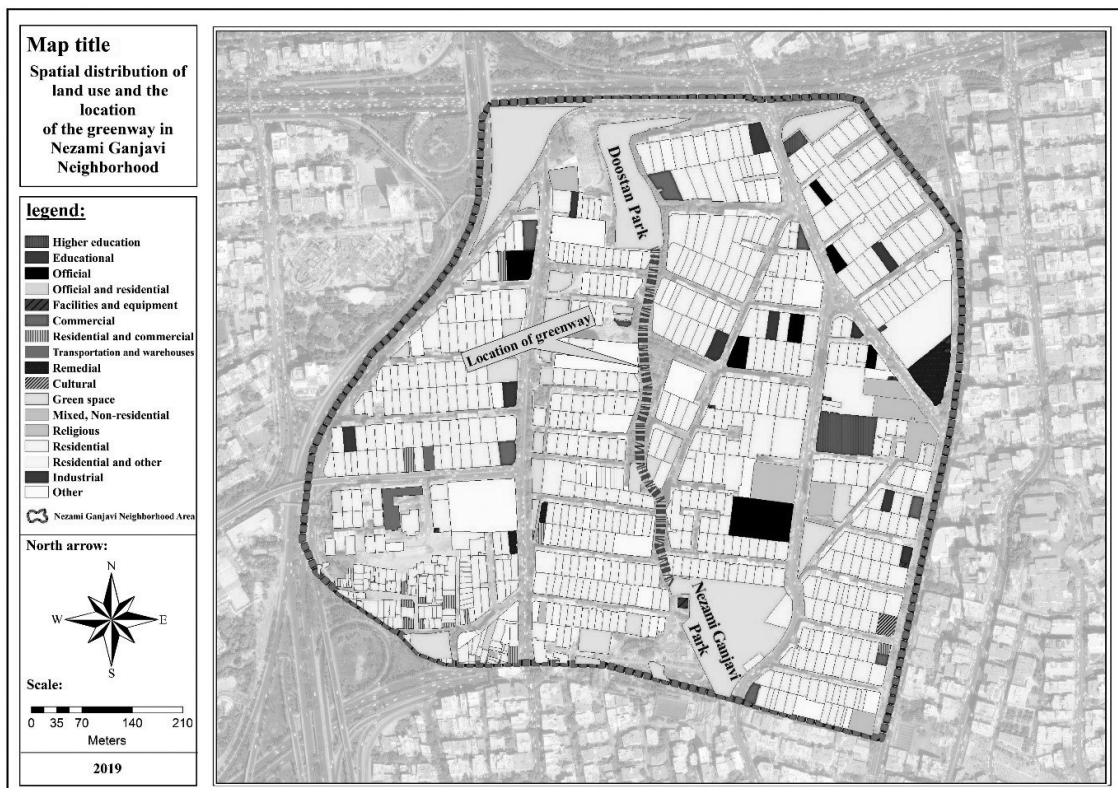 Map title
Spatial distribution of
land use and the
location
of the greenway in
Nezami Ganjavi
Neighborhood
legend:
Higher education
Educational
Official
Official and residential
Facilities and equipment
Commercial
Residential and commercial
Transportation and warehouses
Remedial
Cultural
Green space
Mixed, Non-residential
Religious
Residential
Residential and other
Industrial
Other
Nezami Ganjavi Neighborhood Area
North arrow:
N
W E
S
Scale:
0 35 70 140 210
Meters
2019
Doostan Park
Location of greenway
Nezami Ganjavi
Park